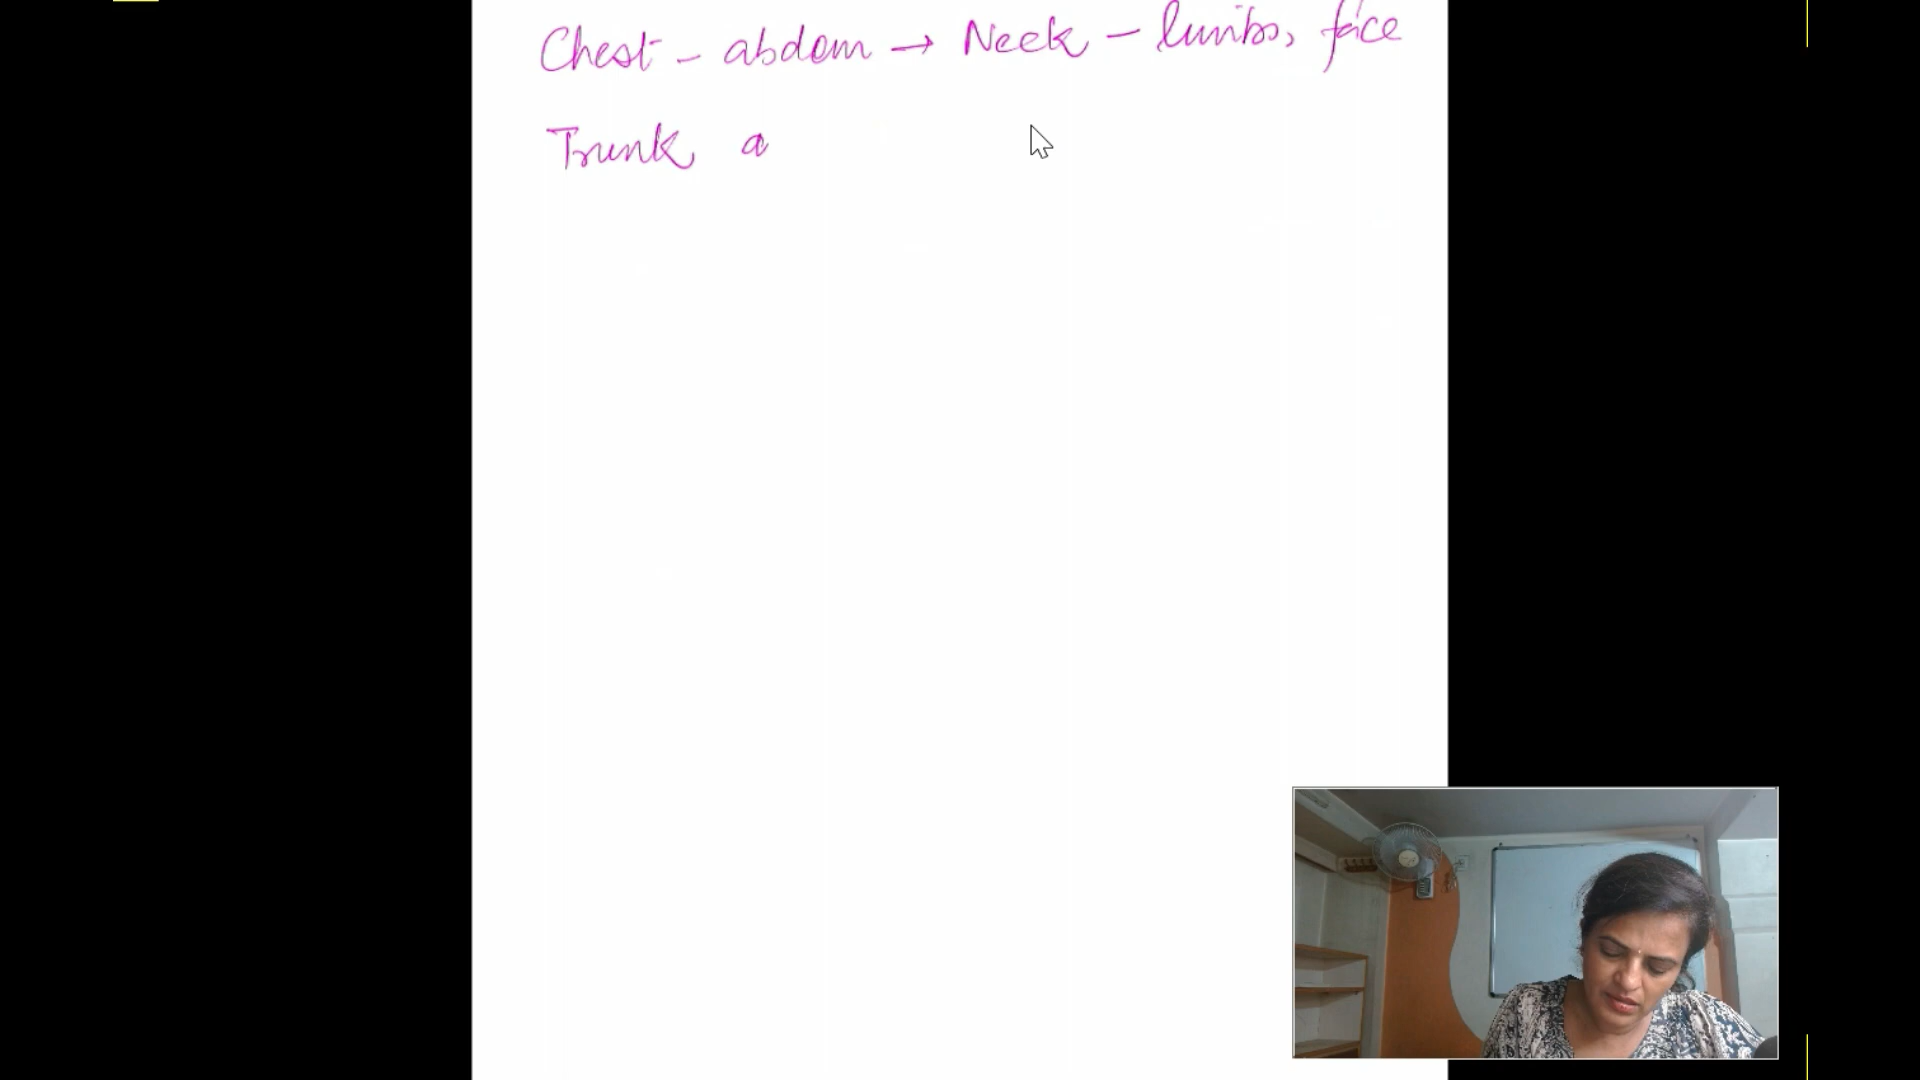 Chest - abdom → Neck - limbs, face
Trunk a